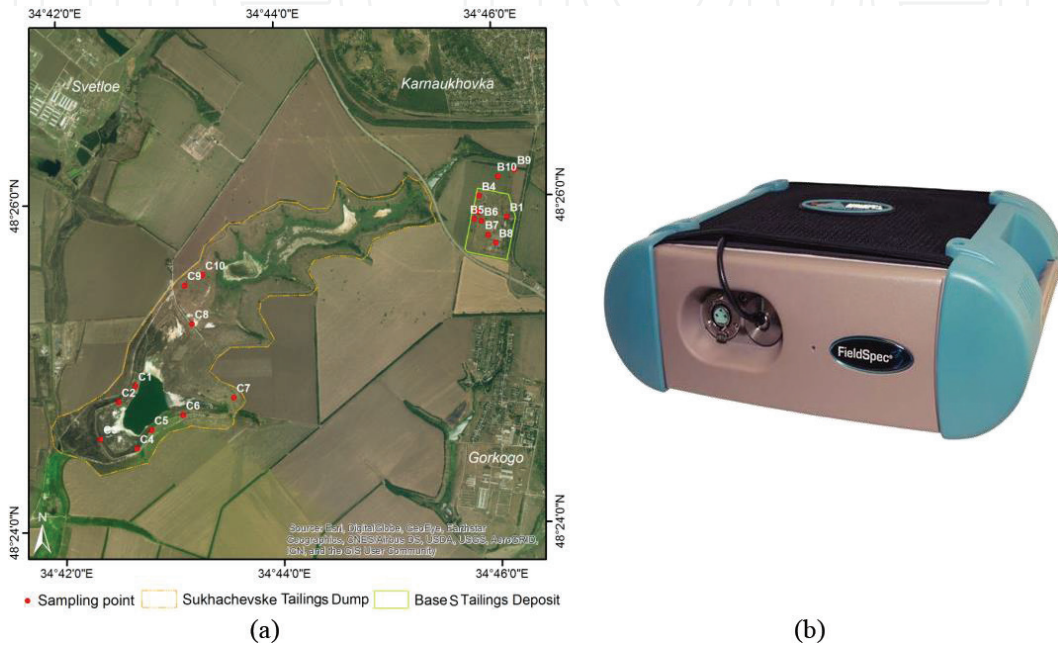 34°42'0"E 34°44'0"E 34°46'0"E
Svetloe
Karnaukhovka
B9
B10
B4
48°26'0"N
48°26'0"N
B1
B5 B6
B7
B8
C10
C9
C8
C1
C2
C7
C6
C5
C4
Gorkogo
N
48°24'0"N
48°24'0"N
Source: Esri, DigitalGlobe, GeoEye, Earthstar
Geographics, CNES/Airbus DS, USDA, USGS, AeroGRID,
IGN, and the GIS User Community
34°42'0"E 34°44'0"E 34°46'0"E
Sampling point Sukhachevske Tailings Dump Base S Tailings Deposit
FieldSpec®
(a) (b)